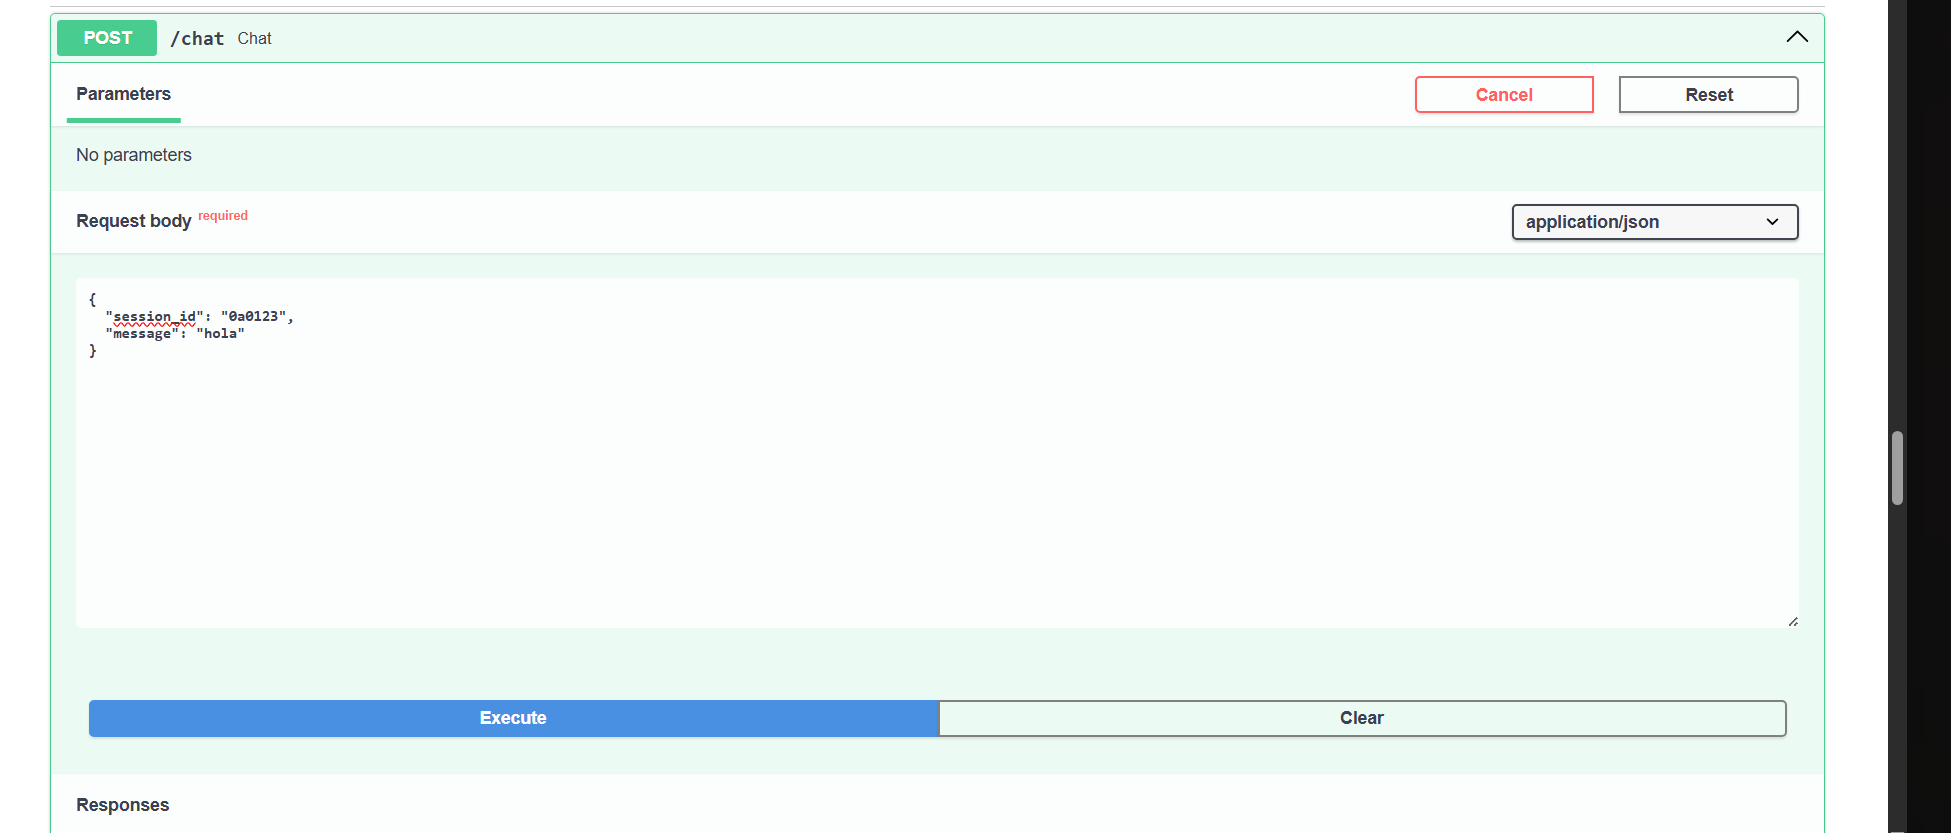 POST /chat Chat
Parameters
Cancel
Reset
No parameters
Request body required
application/json
{
  "session_id": "0a0123",
  "message": "hola"
}
Execute
Clear
Responses